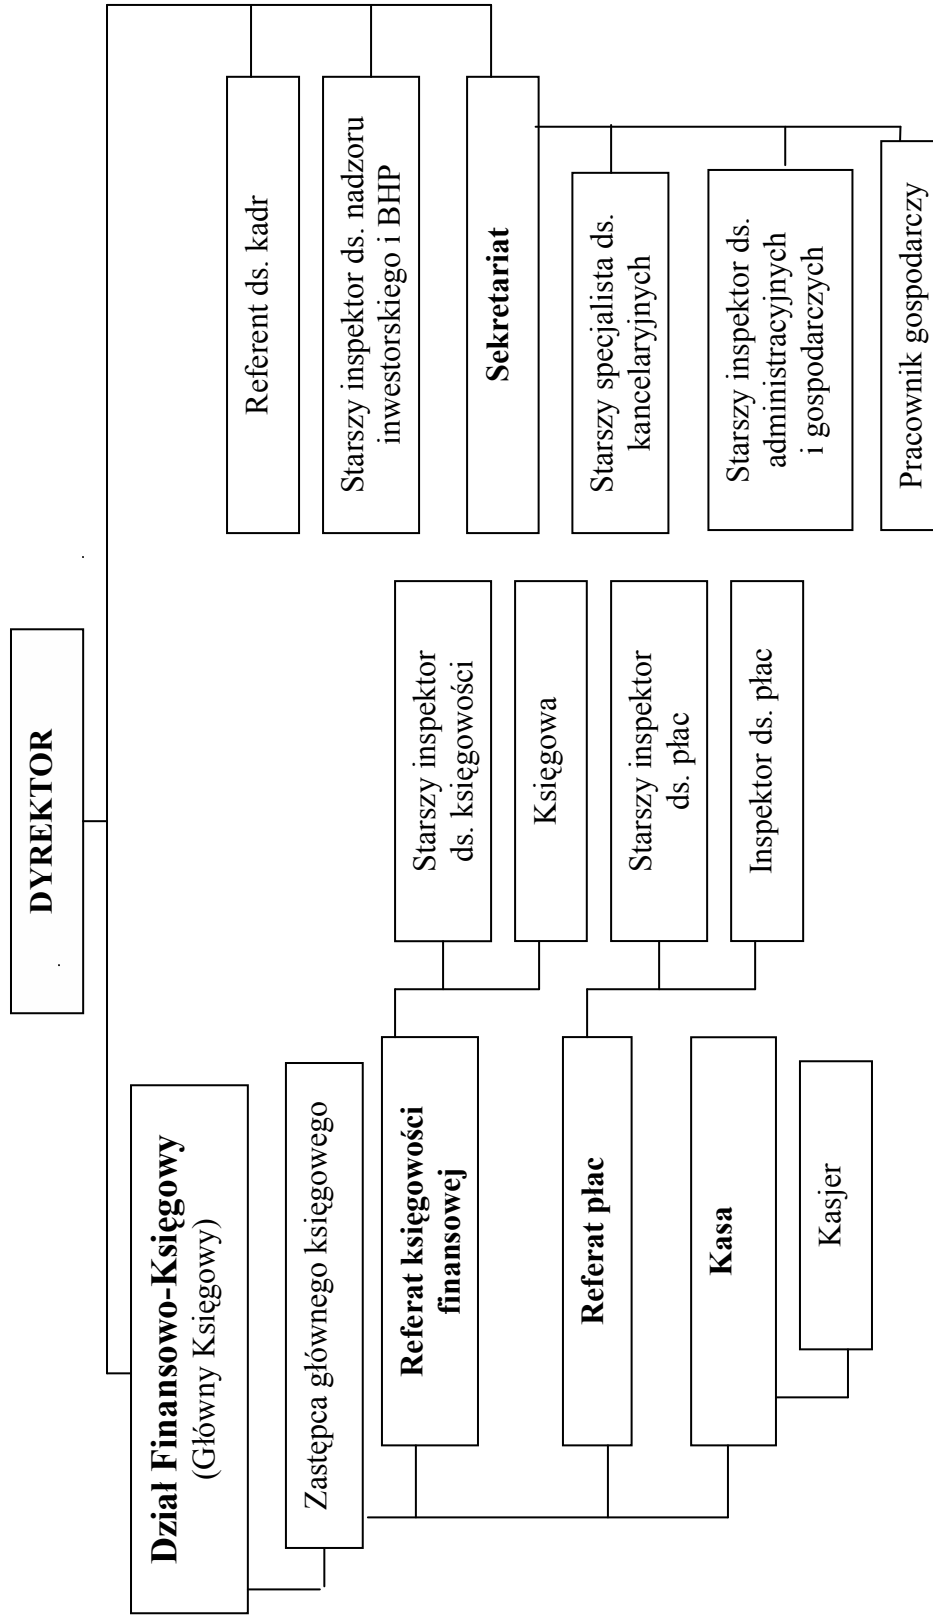 DYREKTOR
Dział Finansowo-Księgowy
(Główny Księgowy)
Zastępca głównego księgowego
Referat księgowości
finansowej
Starszy inspektor
ds. księgowości
Księgowa
Referat płac
Starszy inspektor
ds. płac
Inspektor ds. płac
Kasa
Kasjer
Referent ds. kadr
Starszy inspektor ds. nadzoru
inwestorskiego i BHP
Sekretariat
Starszy specjalista ds.
kancelaryjnych
Starszy inspektor ds.
administracyjnych
i gospodarczych
Pracownik gospodarczy